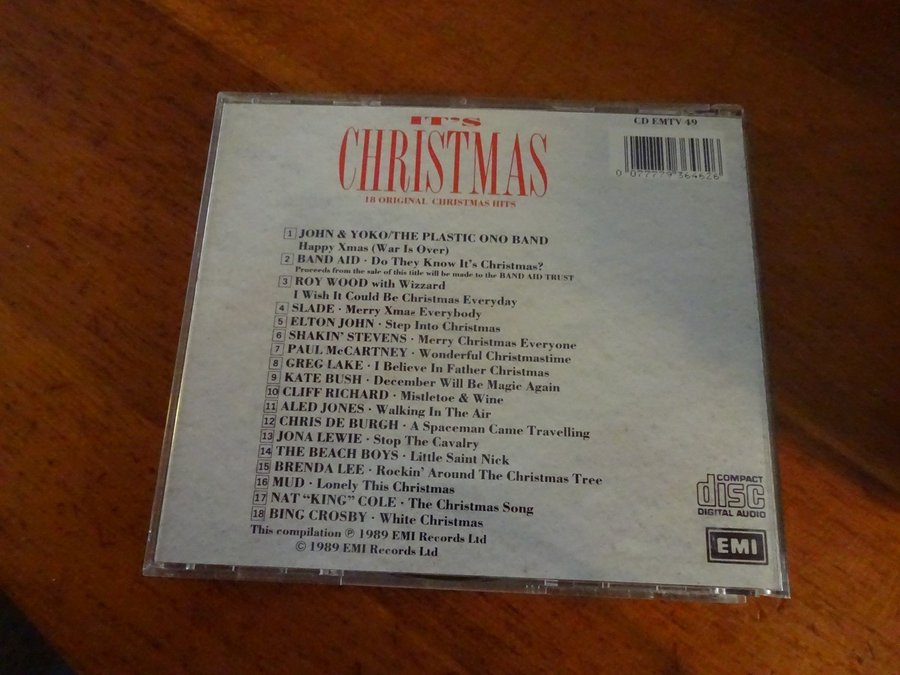 IT'S
CHRISTMAS
18 ORIGINAL CHRISTMAS HITS
CD EMTV 49
0 077779 364626
1 JOHN & YOKO/THE PLASTIC ONO BAND
Happy Xmas (War Is Over)
2 BAND AID · Do They Know It's Christmas?
Proceeds from the sale of this title will be made to the BAND AID TRUST
3 ROY WOOD with Wizzard
I Wish It Could Be Christmas Everyday
4 SLADE · Merry Xmas Everybody
5 ELTON JOHN · Step Into Christmas
6 SHAKIN' STEVENS · Merry Christmas Everyone
7 PAUL McCARTNEY · Wonderful Christmastime
8 GREG LAKE · I Believe In Father Christmas
9 KATE BUSH · December Will Be Magic Again
10 CLIFF RICHARD · Mistletoe & Wine
11 ALED JONES · Walking In The Air
12 CHRIS DE BURGH · A Spaceman Came Travelling
13 JONA LEWIE · Stop The Cavalry
14 THE BEACH BOYS · Little Saint Nick
15 BRENDA LEE · Rockin' Around The Christmas Tree
16 MUD · Lonely This Christmas
17 NAT "KING" COLE · The Christmas Song
18 BING CROSBY · White Christmas
This compilation ℗ 1989 EMI Records Ltd
© 1989 EMI Records Ltd
COMPACT
disc
DIGITAL AUDIO
EMI